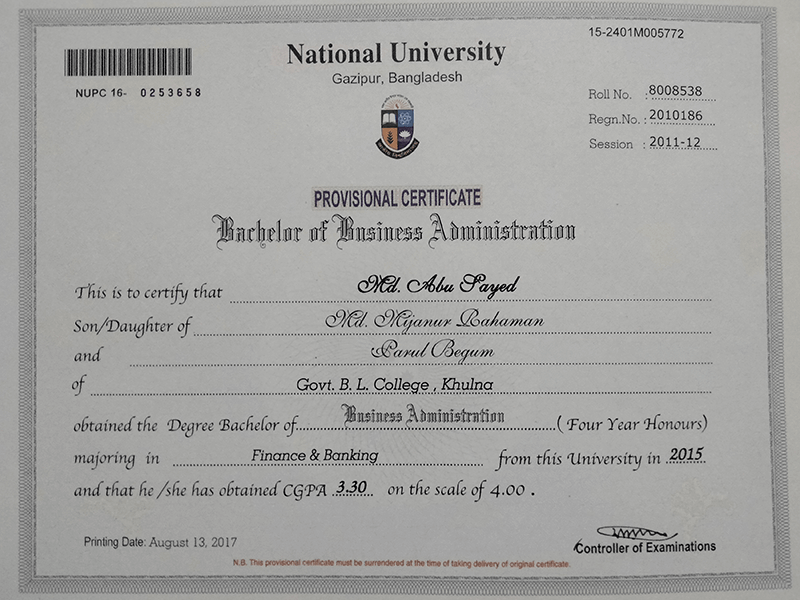 15-2401M005772
National University
Gazipur, Bangladesh
NUPC 16- 0253658
Roll No. : 8008538
Regn.No. : 2010186
Session : 2011-12
PROVISIONAL CERTIFICATE
Bachelor of Business Administration
This is to certify that Md. Abu Sayed
Son/Daughter of Md. Mijanur Rahaman
and Parul Begum
of Govt. B. L. College , Khulna
obtained the Degree Bachelor of Business Administration ( Four Year Honours)
majoring in Finance & Banking from this University in 2015
and that he /she has obtained CGPA 3.30 on the scale of 4.00 .
Printing Date: August 13, 2017
Controller of Examinations
N.B. This provisional certificate must be surrendered at the time of taking delivery of original certificate.